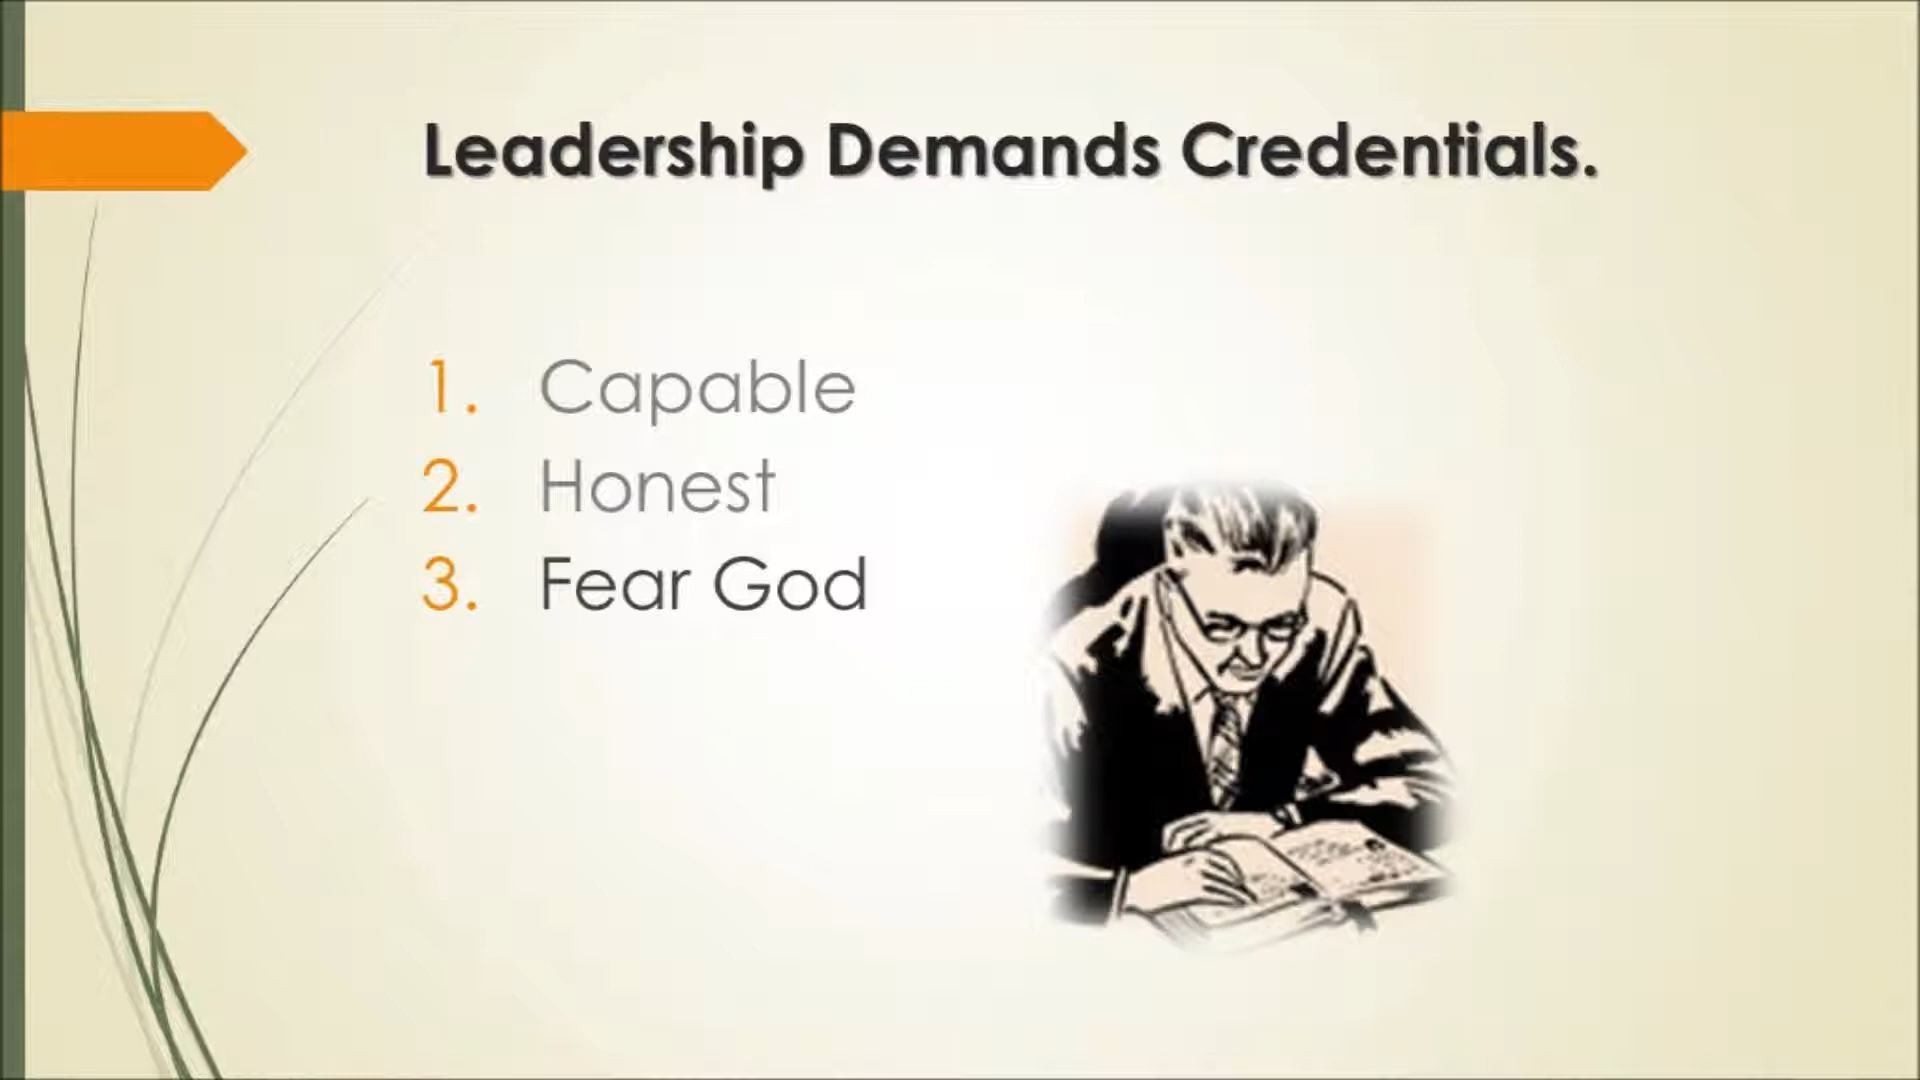 Leadership Demands Credentials.
1. Capable
2. Honest
3. Fear God